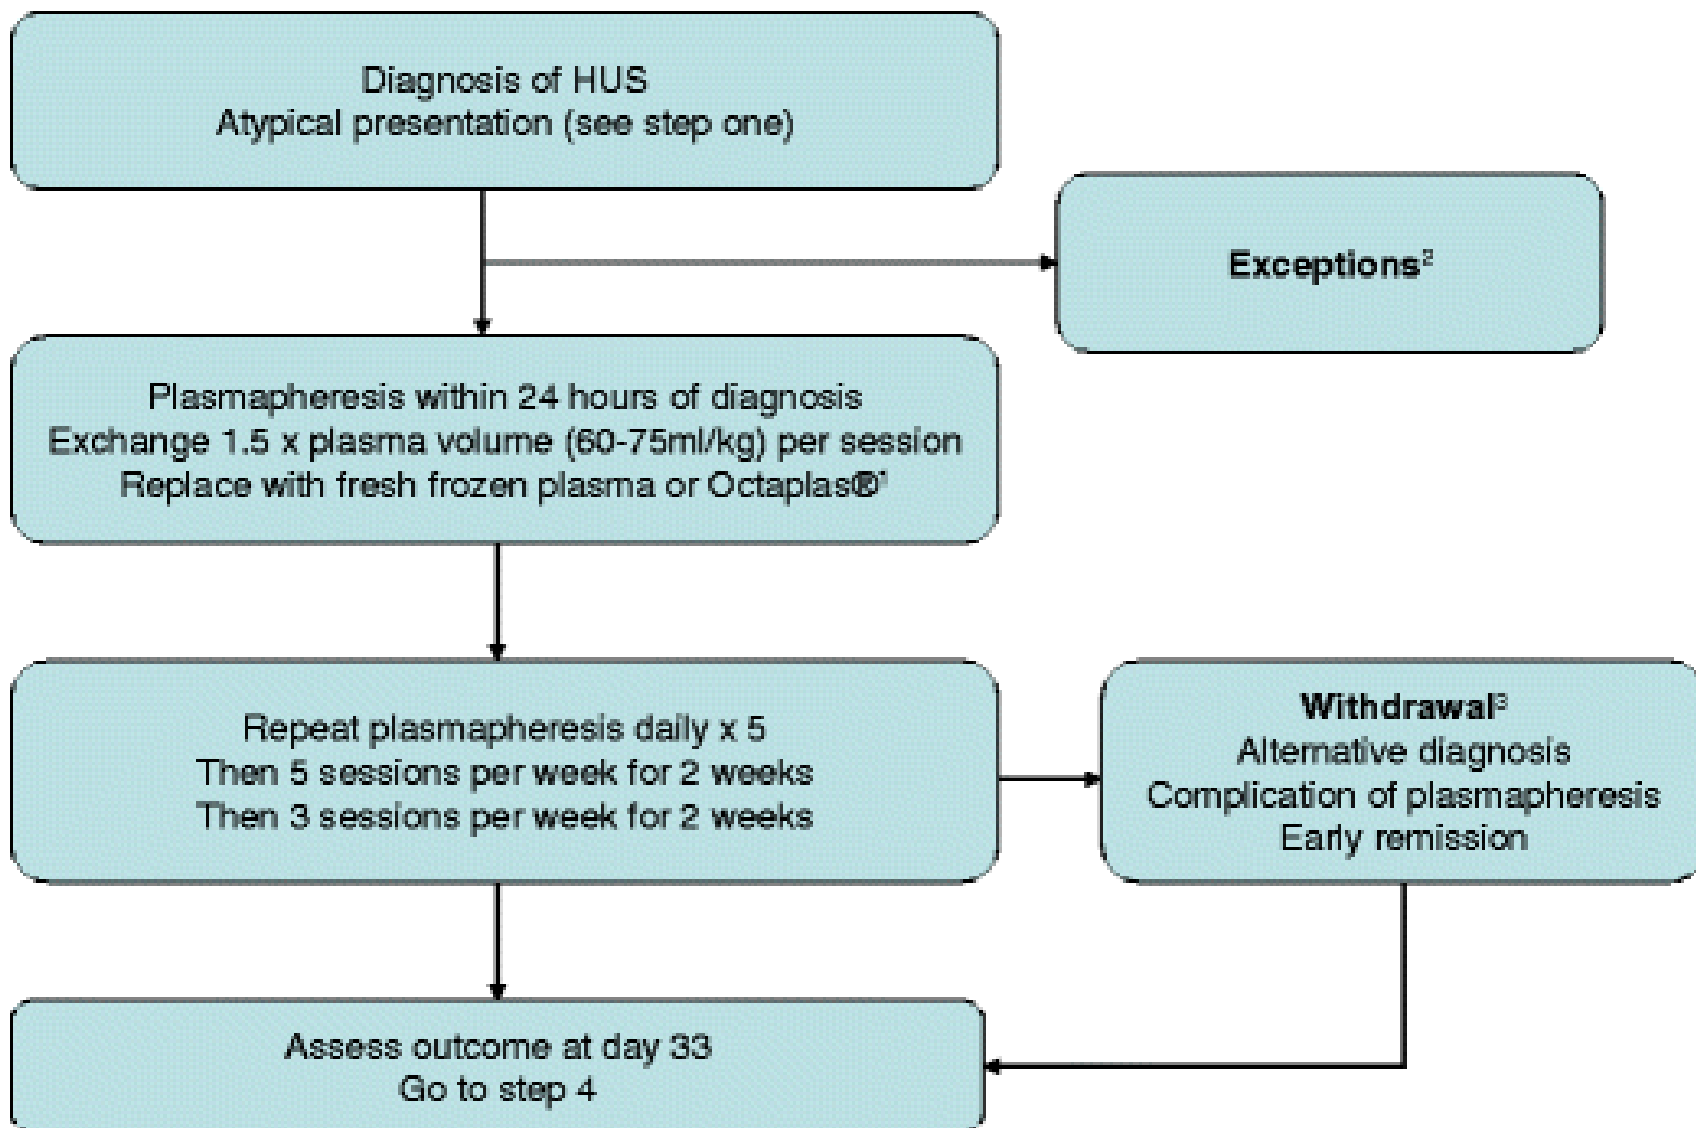 Diagnosis of HUS
Atypical presentation (see step one)
Exceptions²
Plasmapheresis within 24 hours of diagnosis
Exchange 1.5 x plasma volume (60-75ml/kg) per session
Replace with fresh frozen plasma or Octaplas®¹
Repeat plasmapheresis daily x 5
Then 5 sessions per week for 2 weeks
Then 3 sessions per week for 2 weeks
Withdrawal³
Alternative diagnosis
Complication of plasmapheresis
Early remission
Assess outcome at day 33
Go to step 4